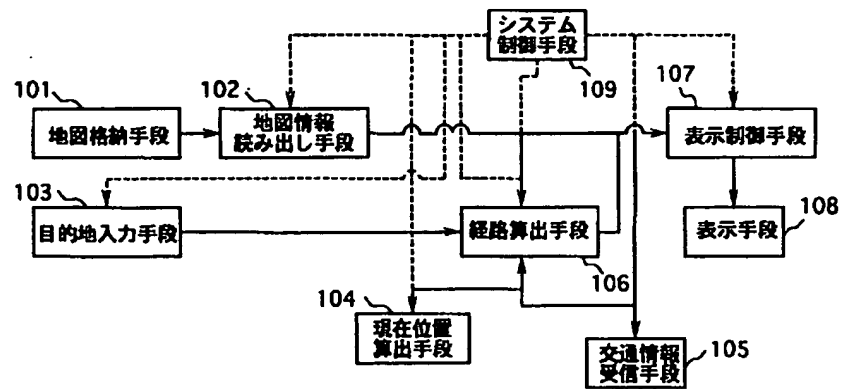 システム
制御手段
109
101
102
107
地図格納手段
地図情報
読み出し手段
表示制御手段
103
108
目的地入力手段
経路算出手段
表示手段
106
104
現在位置
算出手段
105
交通情報
受信手段